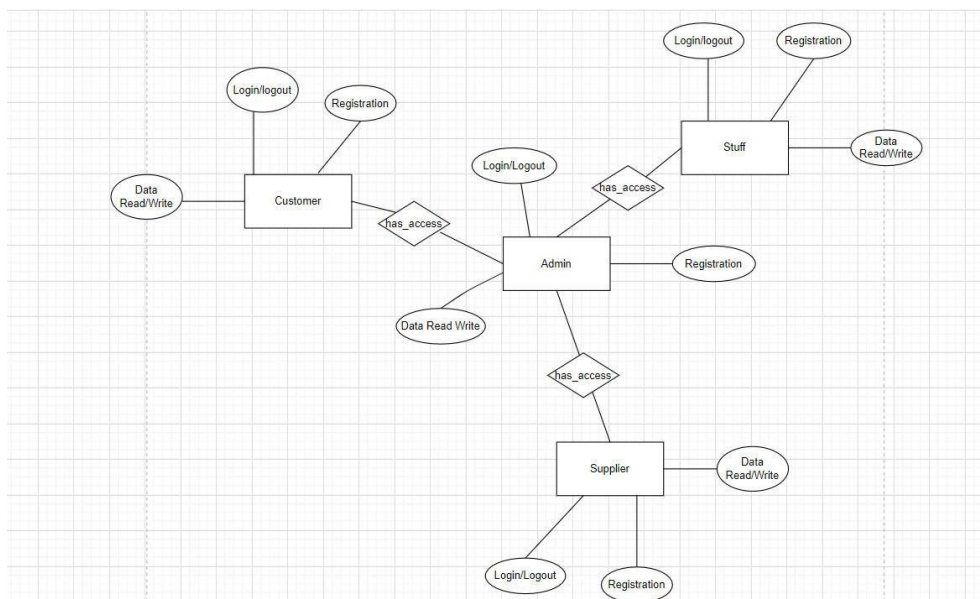 Login/logout
Registration
Login/logout
Registration
Stuff
Data
Read/Write
Login/Logout
has_access
Data
Read/Write
Customer
has_access
Admin
Registration
Data Read Write
has_access
Supplier
Data
Read/Write
Login/Logout
Registration